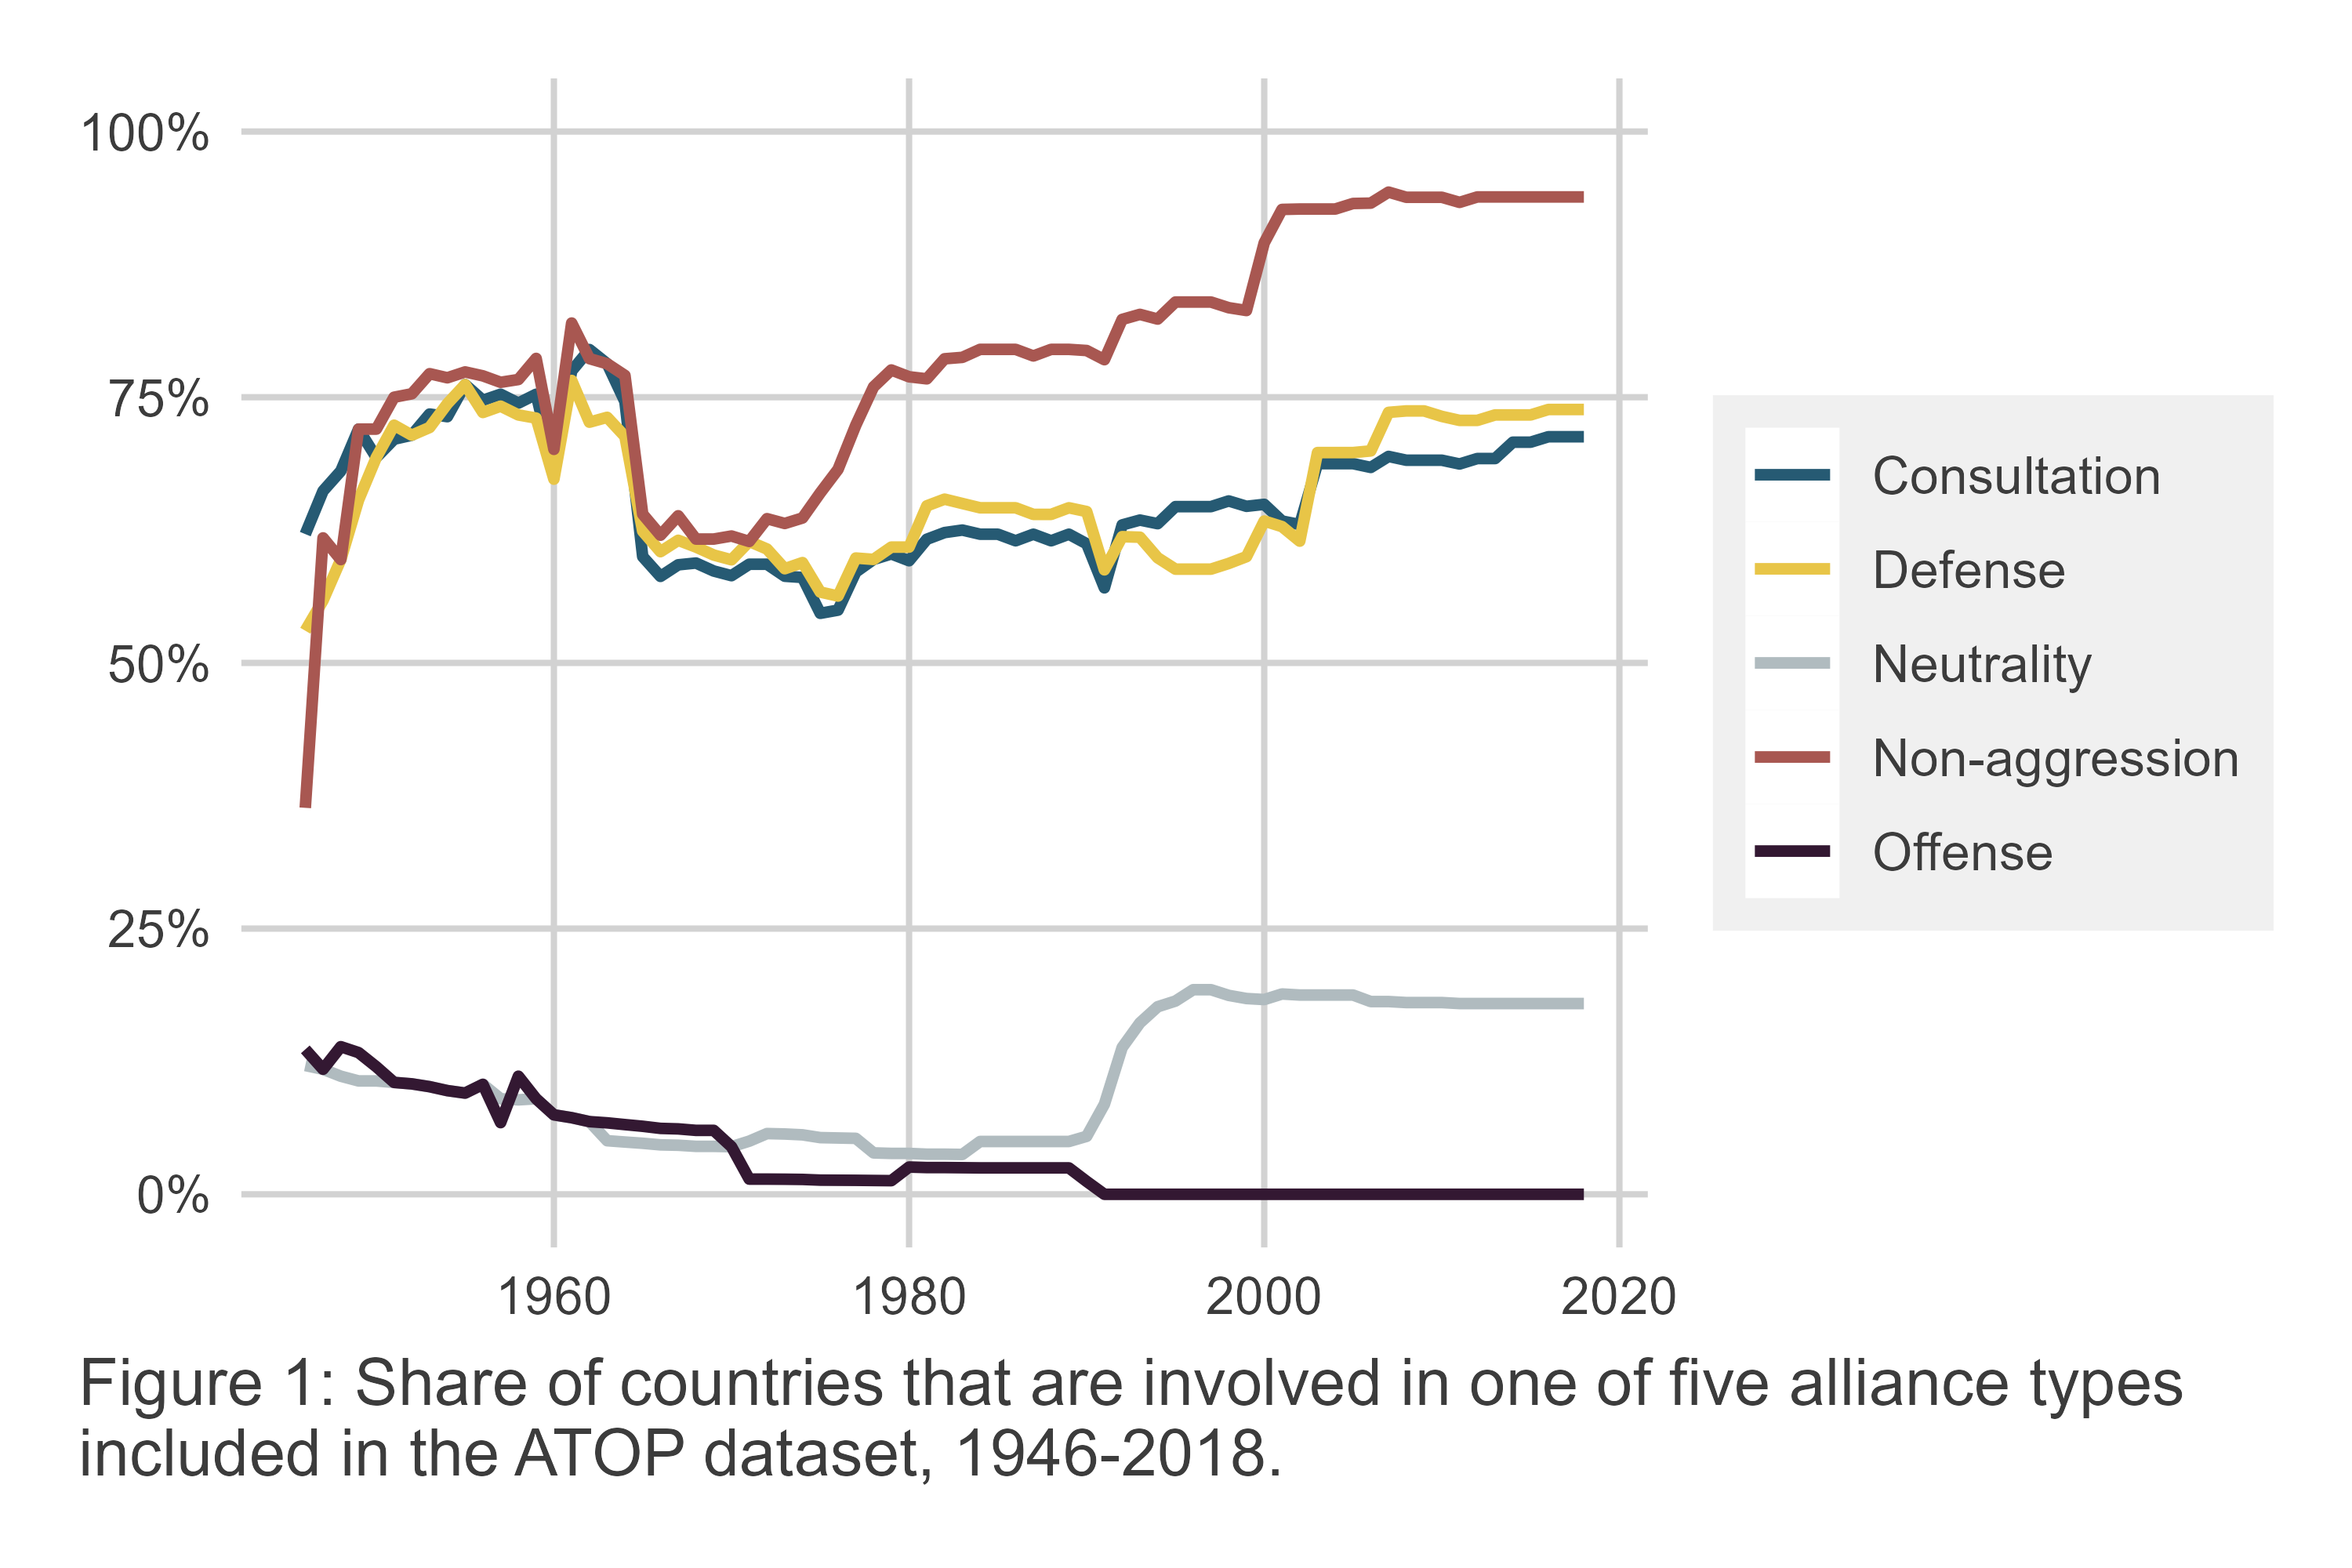 100%
75%
50%
25%
0%
1960
1980
2000
2020
Consultation
Defense
Neutrality
Non-aggression
Offense
Figure 1: Share of countries that are involved in one of five alliance types
included in the ATOP dataset, 1946-2018.